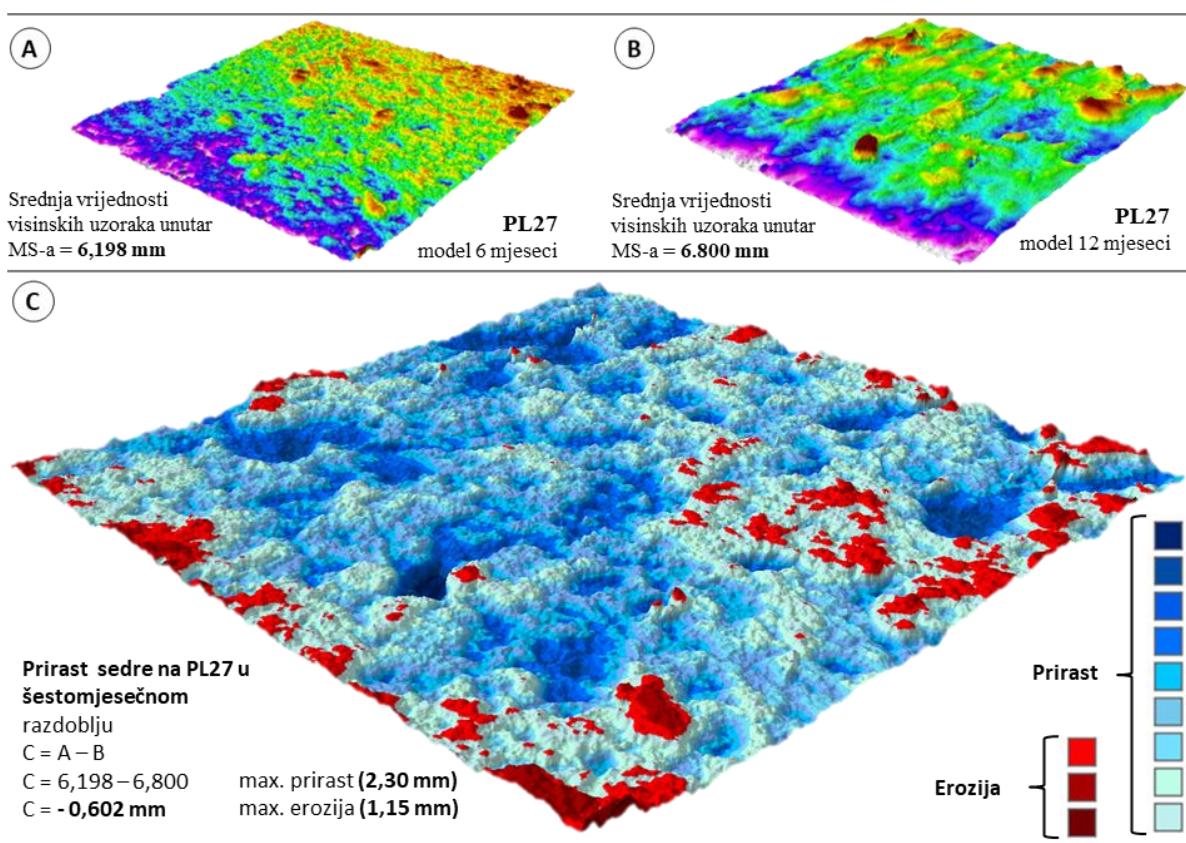 A
Srednja vrijednosti
visinskih uzoraka unutar
MS-a = 6,198 mm
PL27
model 6 mjeseci
B
Srednja vrijednosti
visinskih uzoraka unutar
MS-a = 6.800 mm
PL27
model 12 mjeseci
C
Prirast sedre na PL27 u
šestomjesečnom
razdoblju
C = A – B
C = 6,198 – 6,800
C = - 0,602 mm
max. prirast (2,30 mm)
max. erozija (1,15 mm)
Erozija
Prirast